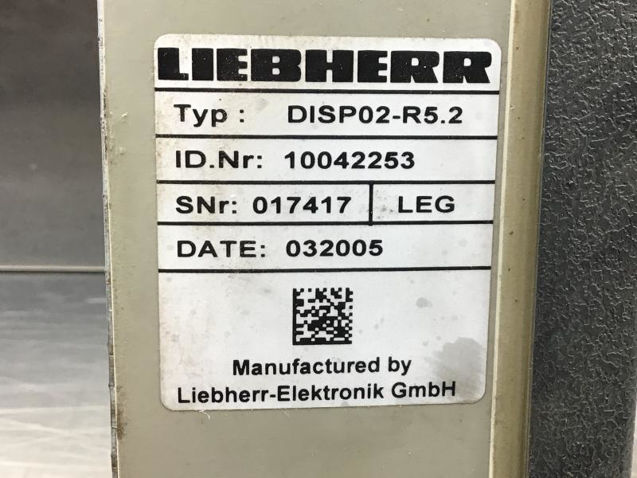 LIEBHERR
Typ : DISP02-R5.2
ID.Nr: 10042253
SNr: 017417 LEG
DATE: 032005
Manufactured by
Liebherr-Elektronik GmbH